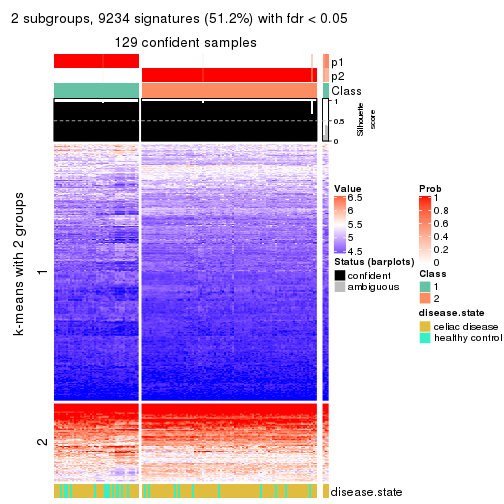 2 subgroups, 9234 signatures (51.2%) with fdr < 0.05
129 confident samples
p1
p2
Class
1
0.5
0
Silhouette
score
k-means with 2 groups
1
2
disease.state
Value
6.5
6
5.5
5
4.5
Status (barplots)
confident
ambiguous
Prob
1
0.8
0.6
0.4
0.2
0
Class
1
2
disease.state
celiac disease
healthy control